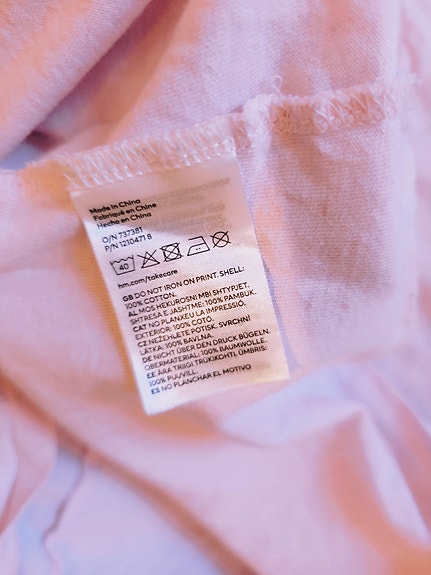 Made in China
Fabriqué en Chine
Hecho en China
O/N 737381
P/N 1210471 8
40
hm.com/takecare
GB DO NOT IRON ON PRINT. SHELL:
100% COTTON.
AL MOS HEKUROSNI MBI SHTYPJET.
SHTRESA E JASHTME: 100% PAMBUK.
CAT NO PLANXEU LA IMPRESSIÓ.
EXTERIOR: 100% COTÓ.
CZ NEŽEHLETE POTISK. SVRCHNÍ
LÁTKA: 100% BAVLNA.
DE NICHT ÜBER DEN DRUCK BÜGELN.
OBERMATERIAL: 100% BAUMWOLLE.
EE ÄRA TRIIGI TRÜKIKOHTI. ÜMBRIS:
100% PUUVILL.
ES NO PLANCHAR EL MOTIVO